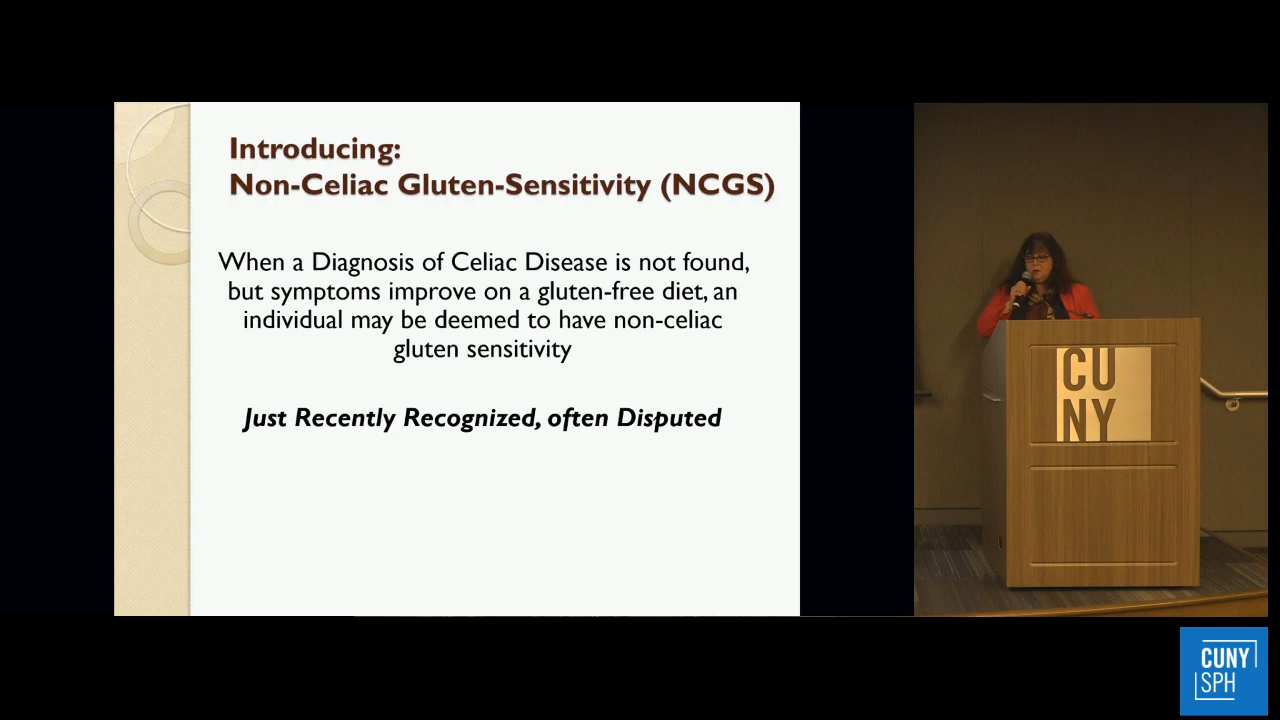 Introducing:
Non-Celiac Gluten-Sensitivity (NCGS)
When a Diagnosis of Celiac Disease is not found,
but symptoms improve on a gluten-free diet, an
individual may be deemed to have non-celiac
gluten sensitivity
Just Recently Recognized, often Disputed
CU
NY
CUNY
SPH